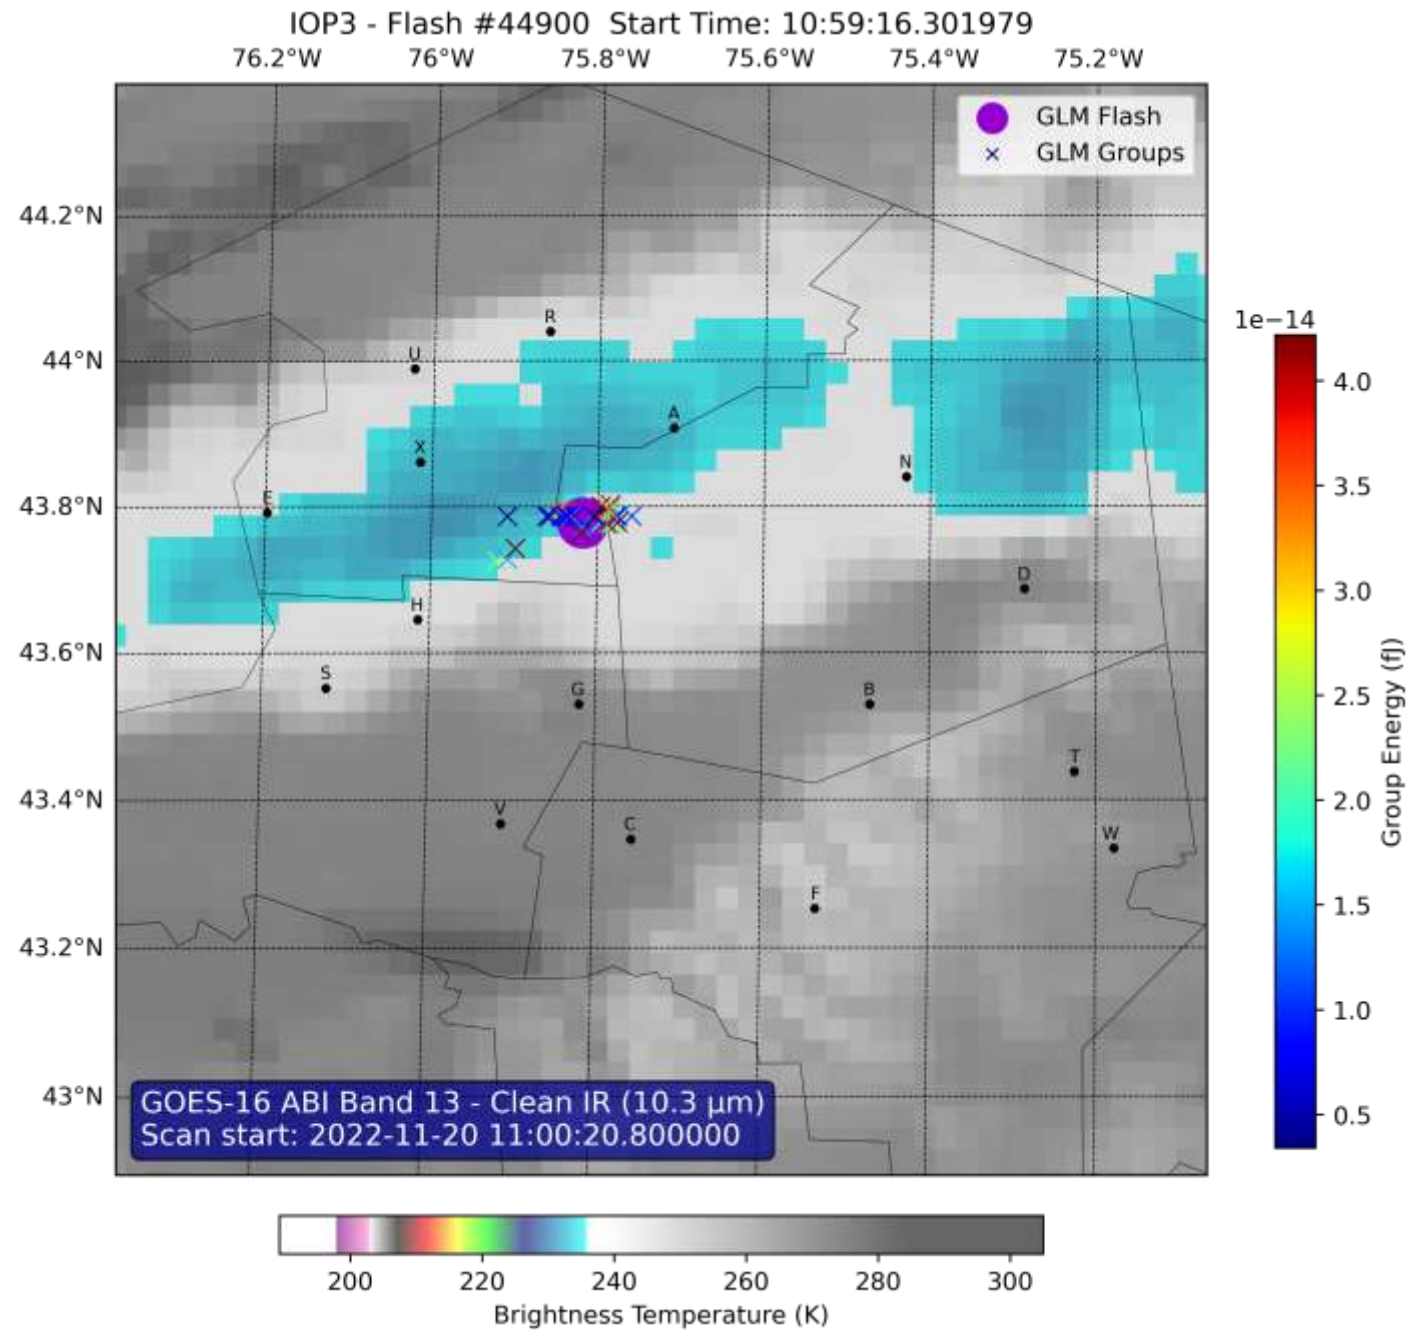 IOP3 - Flash #44900 Start Time: 10:59:16.301979
76.2°W 76°W 75.8°W 75.6°W 75.4°W 75.2°W
GLM Flash
GLM Groups
44.2°N
R
44°N
U
A
X
N
43.8°N
E
D
H
43.6°N
S
G
B
T
43.4°N
V
C
W
F
43.2°N
43°N
GOES-16 ABI Band 13 - Clean IR (10.3 µm)
Scan start: 2022-11-20 11:00:20.800000
1e−14
4.0
3.5
3.0
2.5
2.0
1.5
1.0
0.5
Group Energy (fJ)
200 220 240 260 280 300
Brightness Temperature (K)